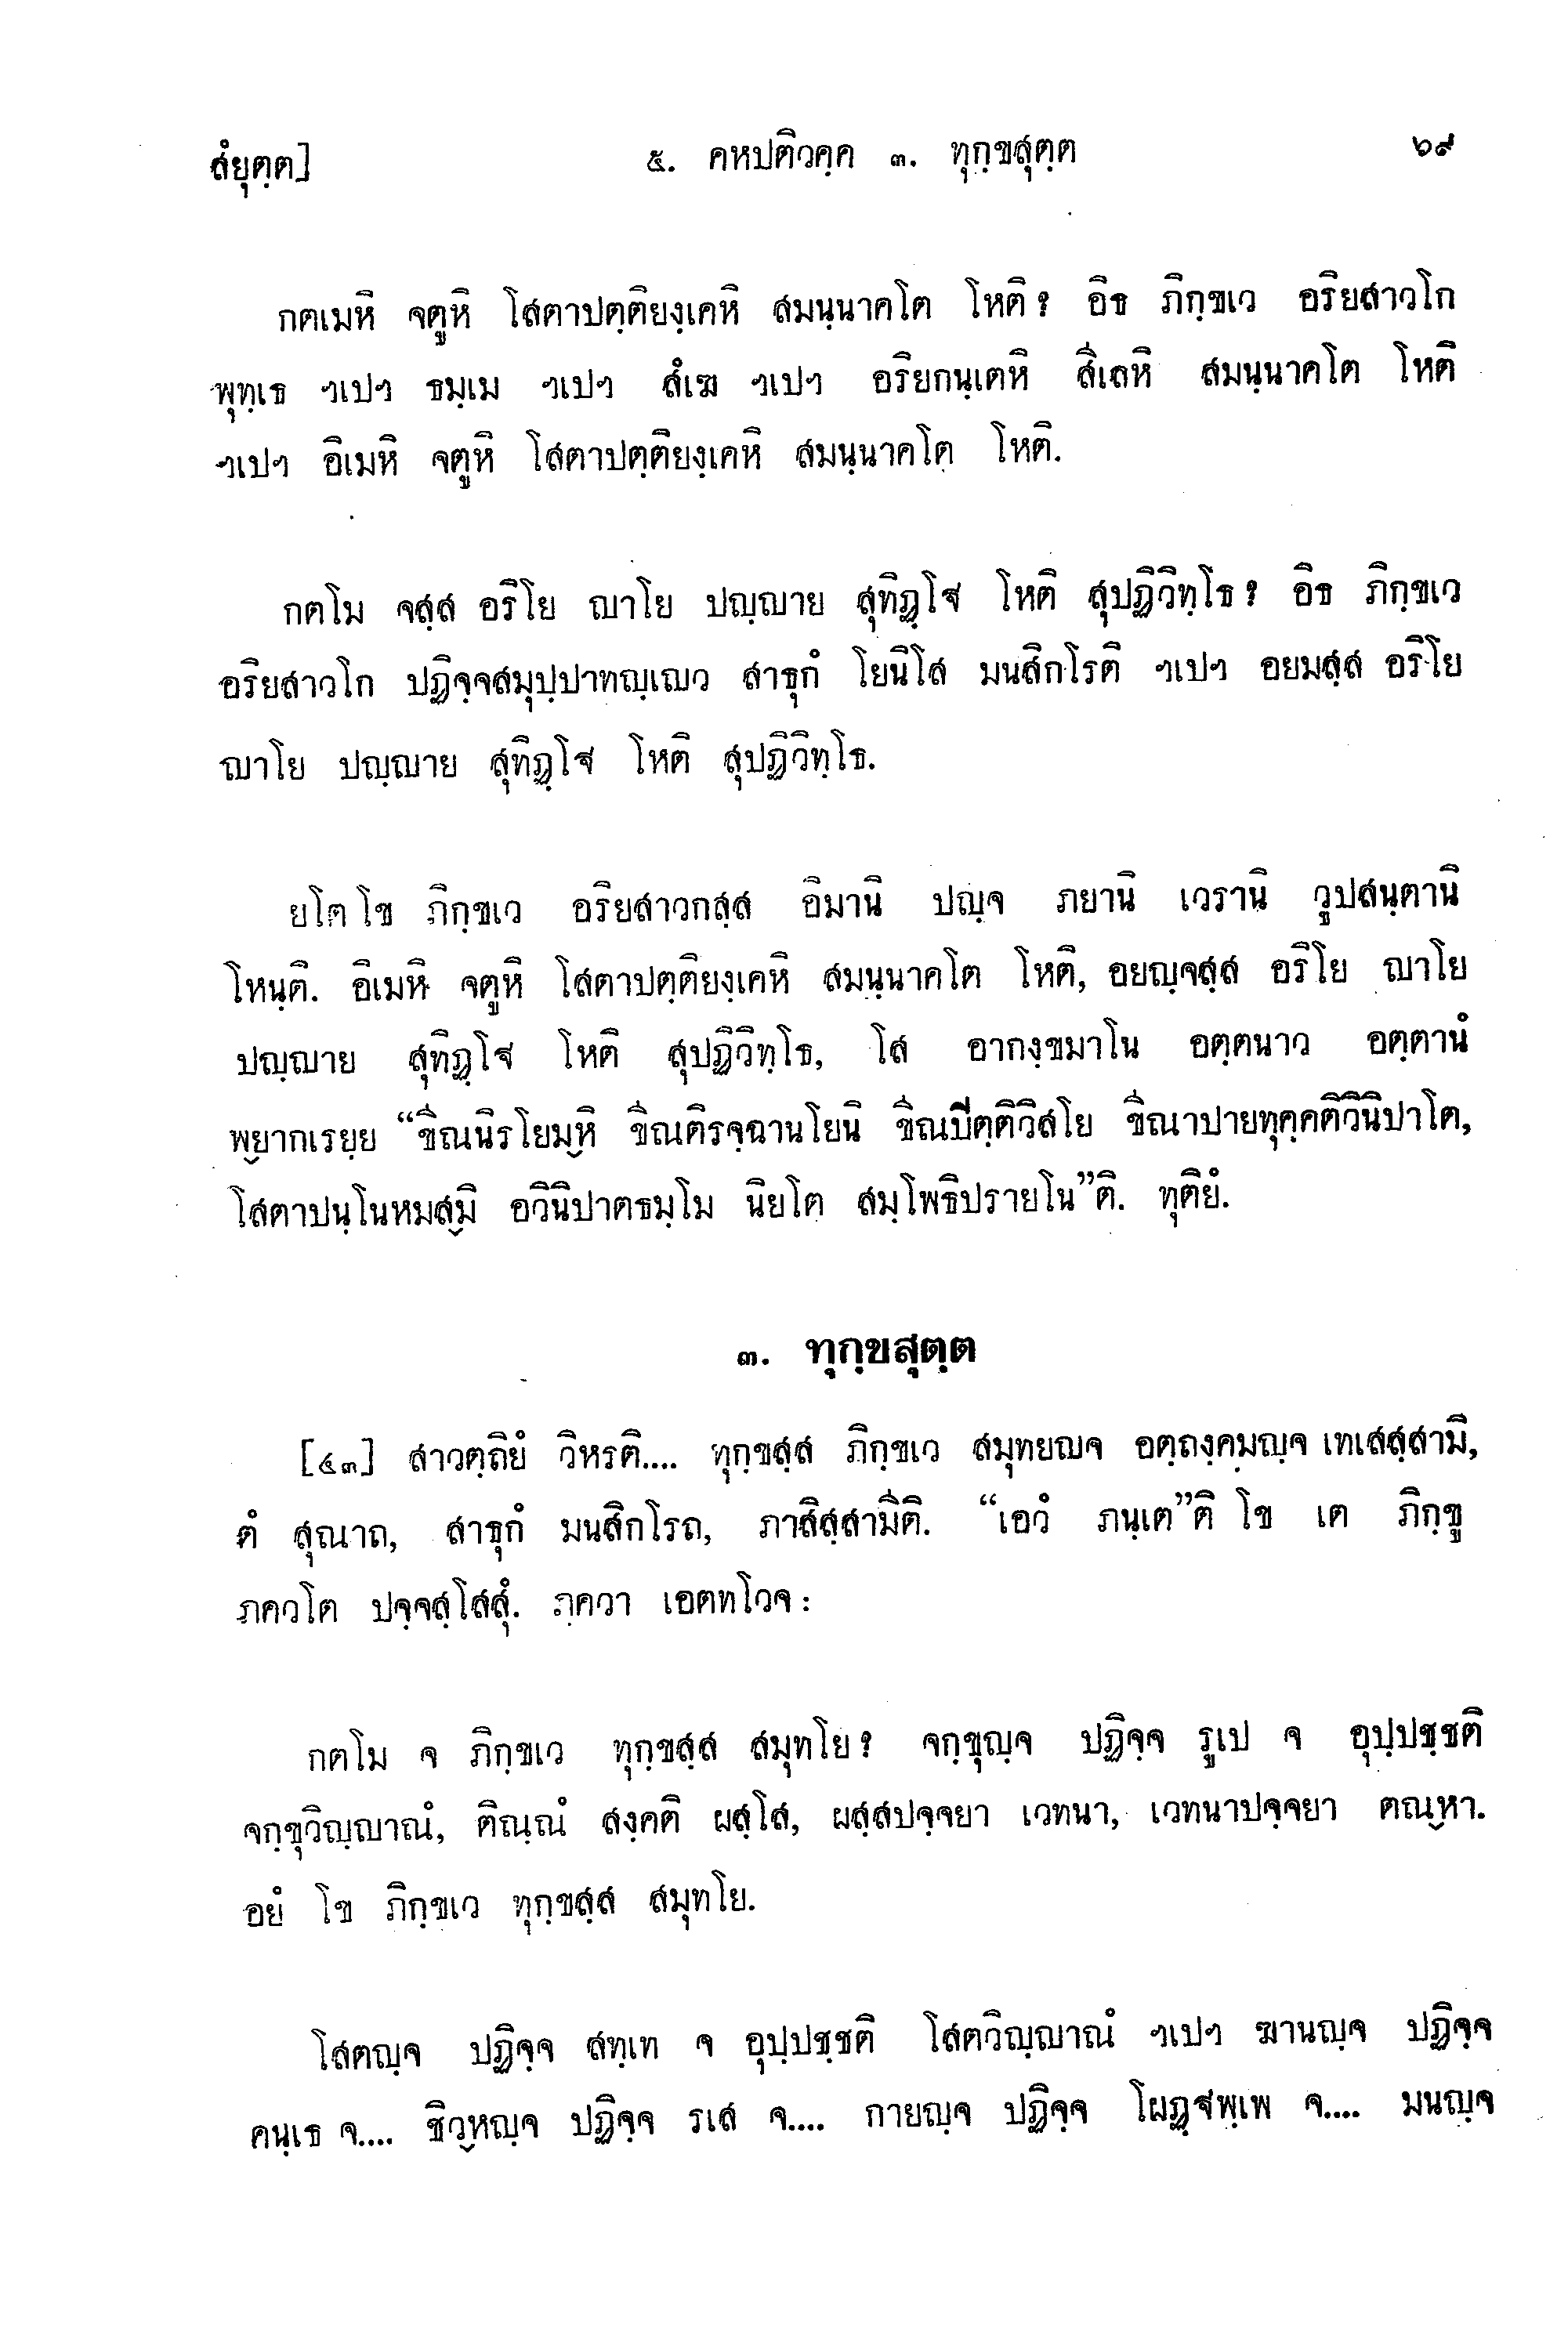 สํยุตฺต]
๕. คหปติวคฺค ๓. ทุกฺขสุตฺต
๖๙
กตเมหิ จตูหิ โสตาปตฺติยงฺเคหิ สมนฺนาคโต โหติ? อิธ ภิกฺขเว อริยสาวโก
พุทฺเธ ฯเปฯ ธมฺเม ฯเปฯ สํเฆ ฯเปฯ อริยกนฺเตหิ สีเลหิ สมนฺนาคโต โหติ
ฯเปฯ อิเมหิ จตูหิ โสตาปตฺติยงฺเคหิ สมนฺนาคโต โหติ.
กตโม จสฺส อริโย ญาโย ปญฺญาย สุทิฏฺโฐ โหติ สุปฏิวิทฺโธ? อิธ ภิกฺขเว
อริยสาวโก ปฏิจฺจสมุปฺปาทญฺเญว สาธุกํ โยนิโส มนสิกโรติ ฯเปฯ อยมสฺส อริโย
ญาโย ปญฺญาย สุทิฏฺโฐ โหติ สุปฏิวิทฺโธ.
ยโต โข ภิกฺขเว อริยสาวกสฺส อิมานิ ปญฺจ ภยานิ เวรานิ วูปสนฺตานิ
โหนฺติ. อิเมหิ จตูหิ โสตาปตฺติยงฺเคหิ สมนฺนาคโต โหติ, อยญฺจสฺส อริโย ญาโย
ปญฺญาย สุทิฏฺโฐ โหติ สุปฏิวิทฺโธ, โส อากงฺขมาโน อตฺตนาว อตฺตานํ
พฺยากเรยฺย “ขีณนิรโยมฺหิ ขีณติรจฺฉานโยนิ ขีณปีตฺติวิสโย ขีณาปายทุคฺคติวินิปาโต,
โสตาปนฺโนหมสฺมิ อวินิปาตธมฺโม นิยโต สมฺโพธิปรายโน”ติ. ทุติยํ.
๓. ทุกฺขสุตฺต
[๔๓] สาวตฺถิยํ วิหรติ.... ทุกฺขสฺส ภิกฺขเว สมุทยญจ อตฺถงฺคมญฺจ เทเสสฺสามิ,
ตํ สุณาถ, สาธุกํ มนสิกโรถ, ภาสิสฺสามีติ. “เอวํ ภนฺเต”ติ โข เต ภิกฺขู
ภควโต ปจฺจสฺโสสุํ. ภควา เอตทโวจ :
กตโม จ ภิกฺขเว ทุกฺขสฺส สมุทโย? จกฺขุญฺจ ปฏิจฺจ รูเป จ อุปฺปชฺชติ
จกฺขุวิญฺญาณํ, ติณฺณํ สงฺคติ ผสฺโส, ผสฺสปจฺจยา เวทนา, เวทนาปจฺจยา ตณฺหา.
อยํ โข ภิกฺขเว ทุกฺขสฺส สมุทโย.
โสตญฺจ ปฏิจฺจ สทฺเท จ อุปฺปชฺชติ โสตวิญฺญาณํ ฯเปฯ ฆานญฺจ ปฏิจฺจ
คนฺเธ จ.... ชิวฺหญฺจ ปฏิจฺจ รเส จ.... กายญฺจ ปฏิจฺจ โผฏฺฐพฺเพ จ.... มนญฺจ